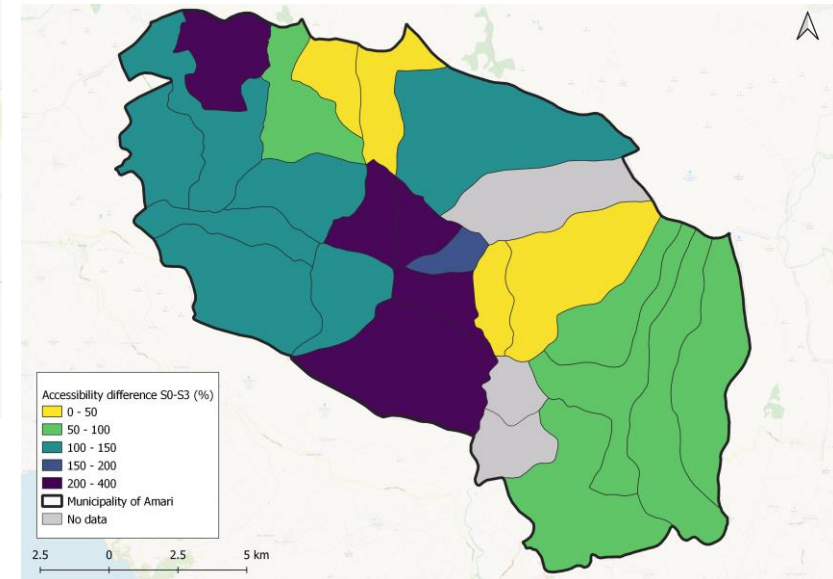 Accessibility difference S0-S3 (%)
0 - 50
50 - 100
100 - 150
150 - 200
200 - 400
Municipality of Amari
No data
2.5 0 2.5 5 km